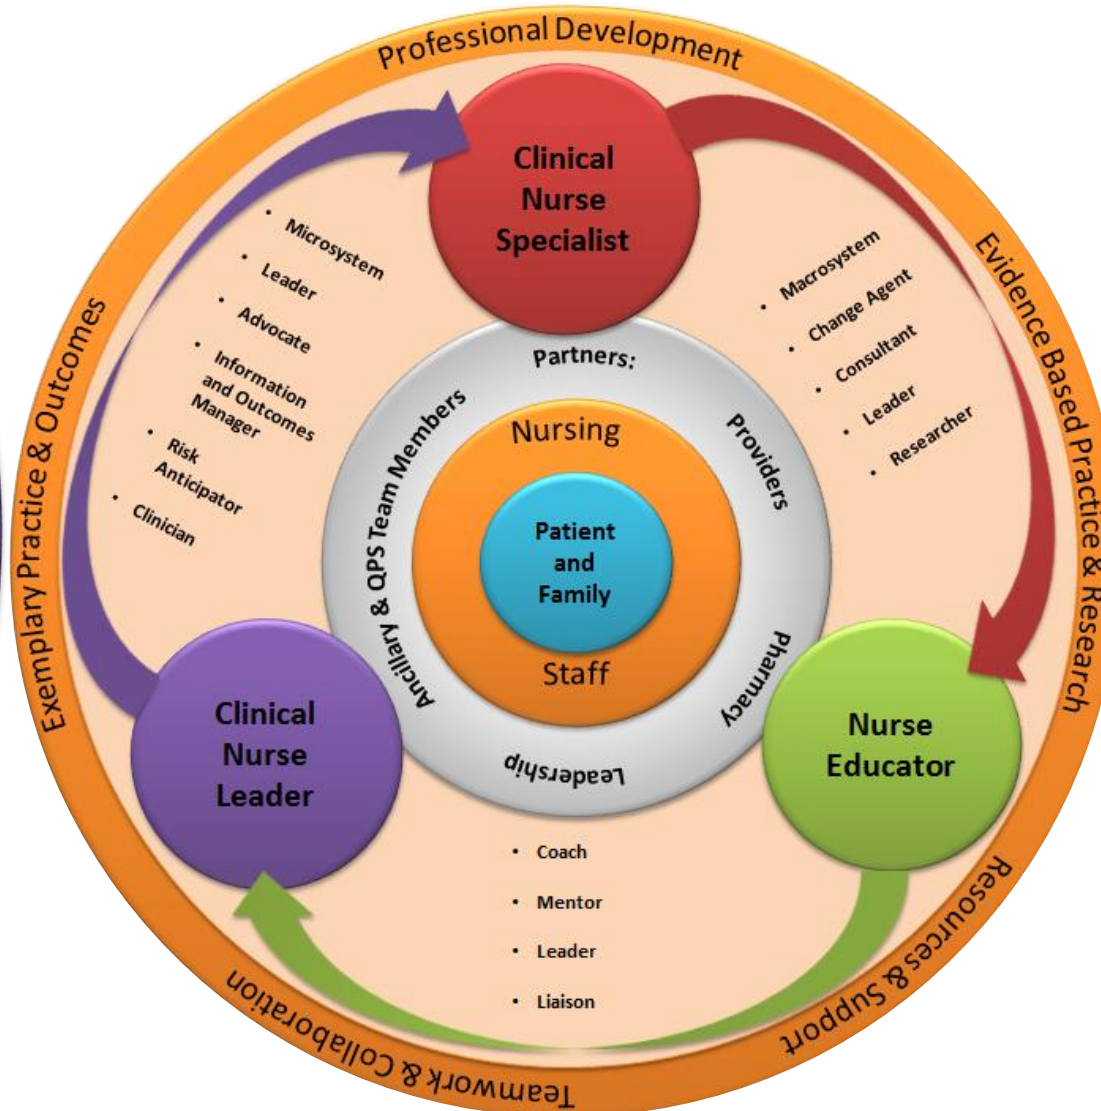 Professional Development
Evidence Based Practice & Research
Resources & Support
Teamwork & Collaboration
Exemplary Practice & Outcomes
Clinical
Nurse
Specialist
• Macrosystem
• Change Agent
• Consultant
• Leader
• Researcher
Nurse
Educator
• Coach
• Mentor
• Leader
• Liaison
Clinical
Nurse
Leader
• Microsystem
• Leader
• Advocate
• Information
and Outcomes
Manager
• Risk
Anticipator
• Clinician
Partners:
Providers
Pharmacy
Leadership
Ancillary & QPS Team Members
Nursing
Staff
Patient
and
Family